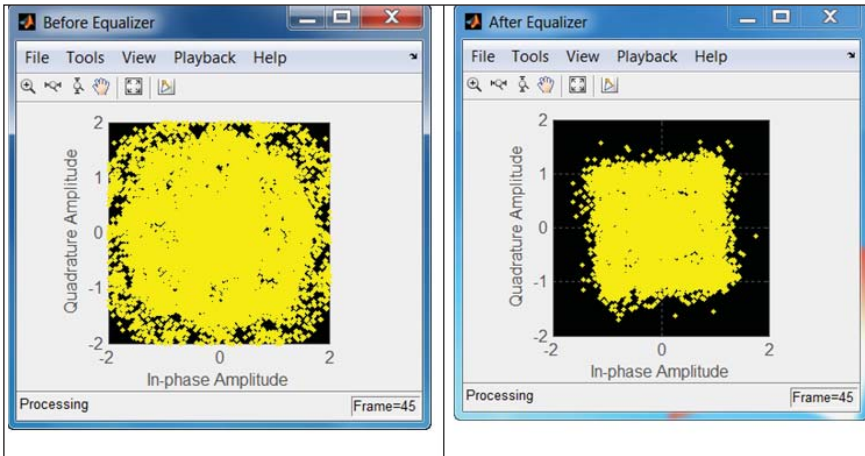 Before Equalizer
File Tools View Playback Help
2
1
0
-1
-2
Quadrature Amplitude
-2 0 2
In-phase Amplitude
Processing
Frame=45
After Equalizer
File Tools View Playback Help
2
1
0
-1
-2
Quadrature Amplitude
-2 0 2
In-phase Amplitude
Processing
Frame=45